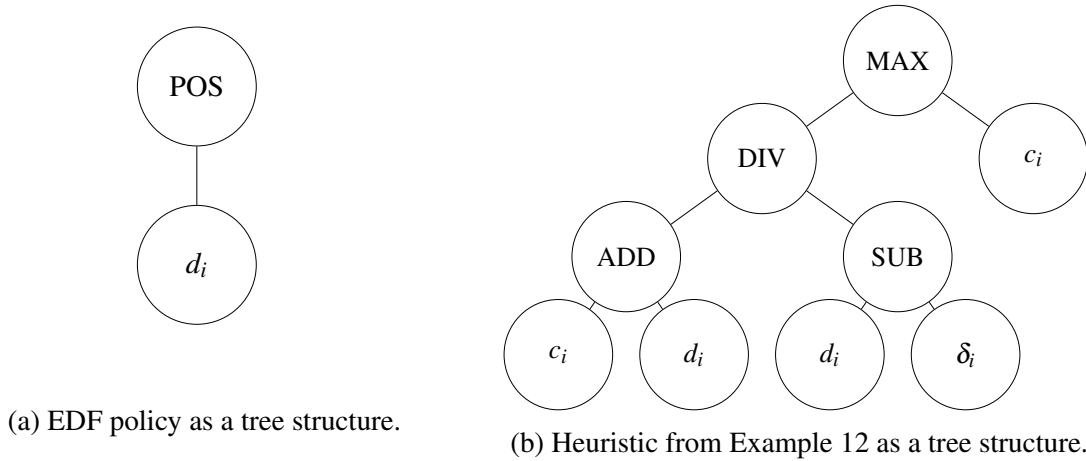 POS
d_i
(a) EDF policy as a tree structure.
MAX
DIV
c_i
ADD
SUB
c_i
d_i
d_i
δ_i
(b) Heuristic from Example 12 as a tree structure.